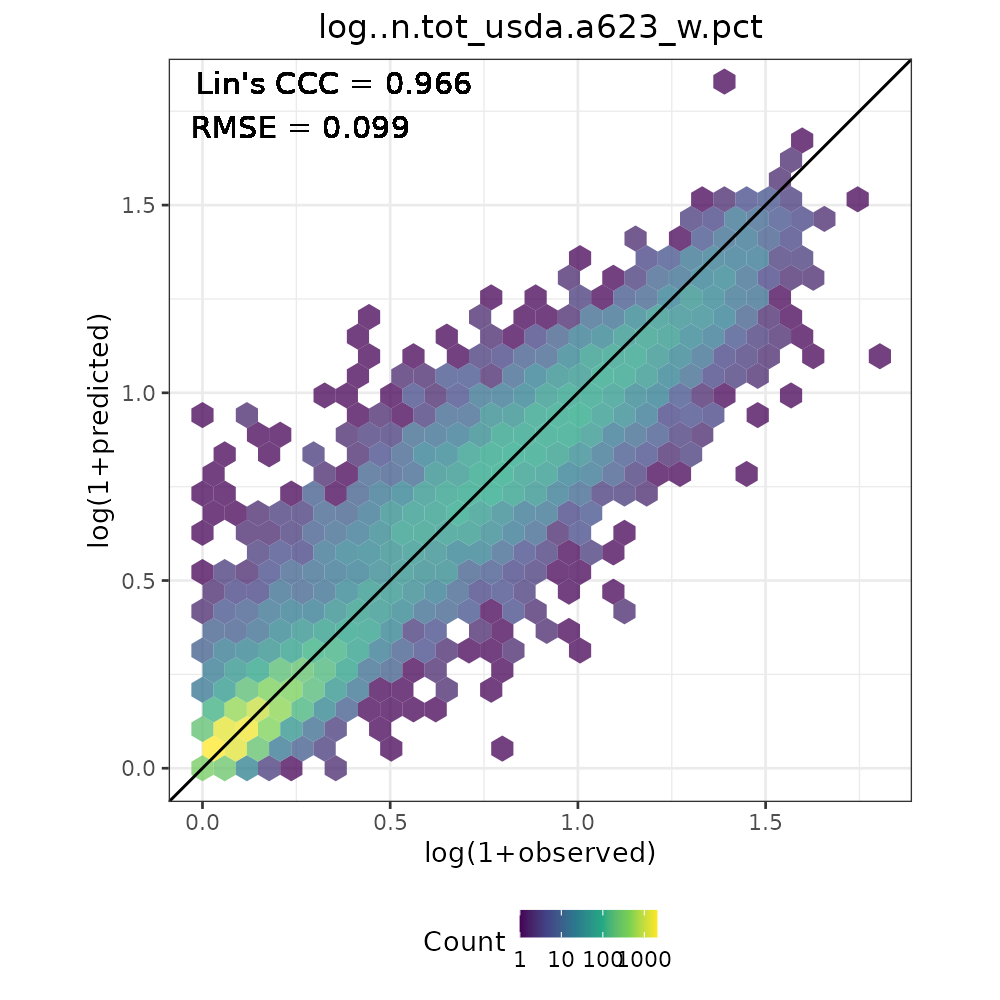 log..n.tot_usda.a623_w.pct
Lin's CCC = 0.966
RMSE = 0.099
log(1+predicted)
1.5
1.0
0.5
0.0
0.0 0.5 1.0 1.5
log(1+observed)
Count
1 10 100 1000